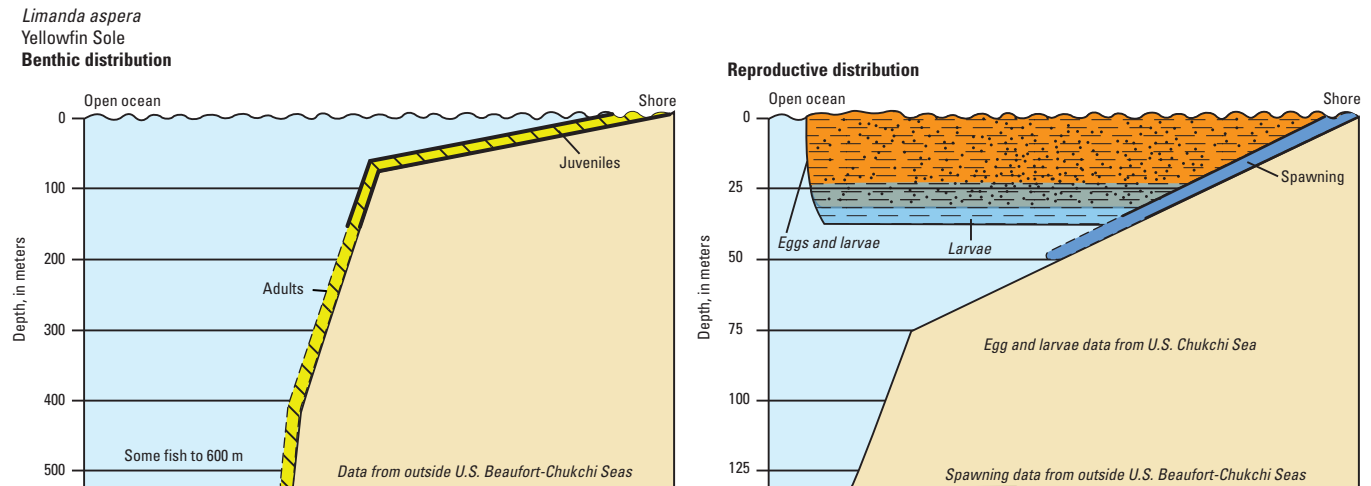 Limanda aspera
Yellowfin Sole
Benthic distribution
Open ocean
Shore
0
100
200
300
400
500
Depth, in meters
Juveniles
Adults
Some fish to 600 m
Data from outside U.S. Beaufort-Chukchi Seas
Reproductive distribution
Open ocean
Shore
0
25
50
75
100
125
Depth, in meters
Spawning
Eggs and larvae
Larvae
Egg and larvae data from U.S. Chukchi Sea
Spawning data from outside U.S. Beaufort-Chukchi Seas